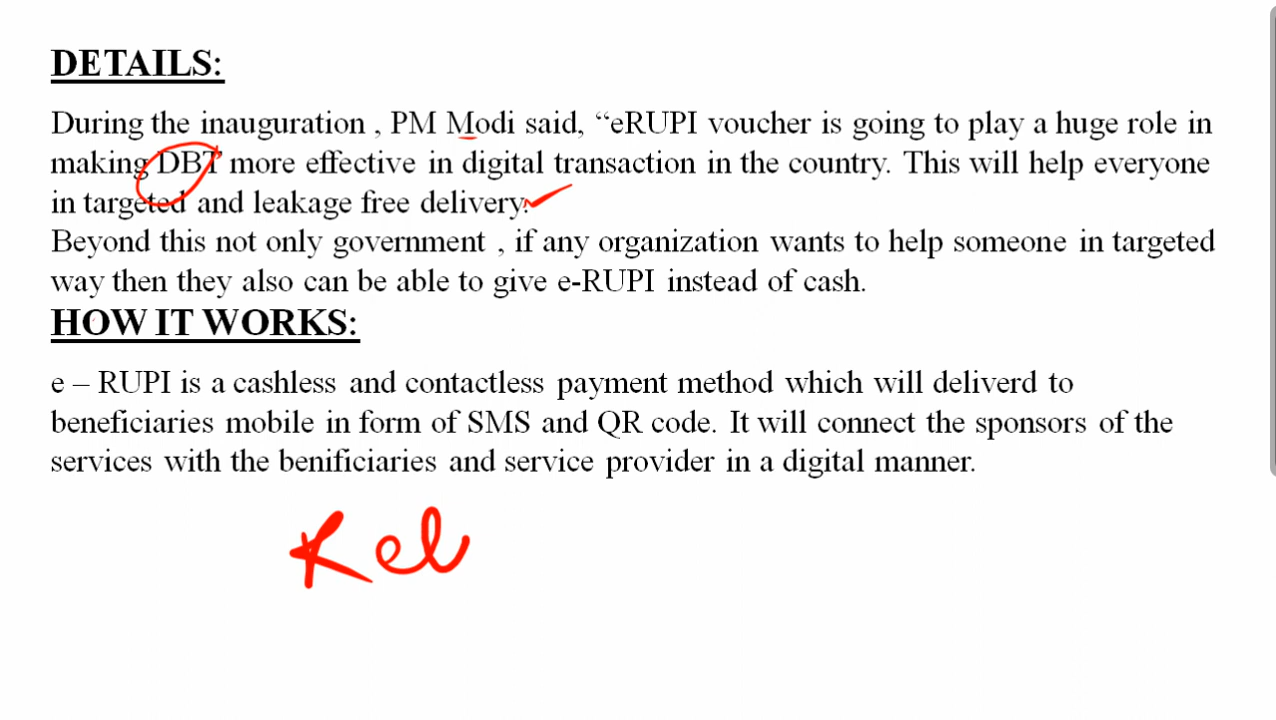 DETAILS:
During the inauguration , PM Modi said, “eRUPI voucher is going to play a huge role in
making DBT more effective in digital transaction in the country. This will help everyone
in targeted and leakage free delivery.
Beyond this not only government , if any organization wants to help someone in targeted
way then they also can be able to give e-RUPI instead of cash.
HOW IT WORKS:
e – RUPI is a cashless and contactless payment method which will deliverd to
beneficiaries mobile in form of SMS and QR code. It will connect the sponsors of the
services with the benificiaries and service provider in a digital manner.